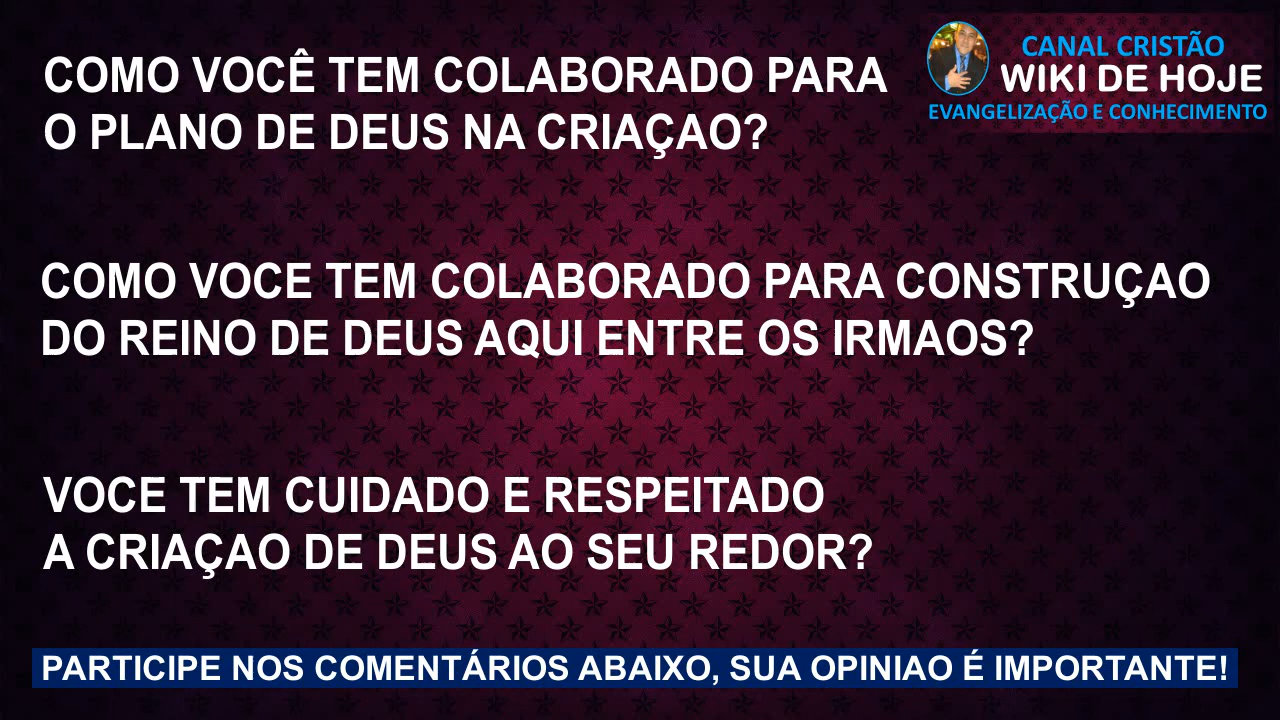 COMO VOCÊ TEM COLABORADO PARA
O PLANO DE DEUS NA CRIAÇAO?
CANAL CRISTÃO
WIKI DE HOJE
EVANGELIZAÇÃO E CONHECIMENTO
COMO VOCE TEM COLABORADO PARA CONSTRUÇAO
DO REINO DE DEUS AQUI ENTRE OS IRMAOS?
VOCE TEM CUIDADO E RESPEITADO
A CRIAÇAO DE DEUS AO SEU REDOR?
PARTICIPE NOS COMENTÁRIOS ABAIXO, SUA OPINIAO É IMPORTANTE!